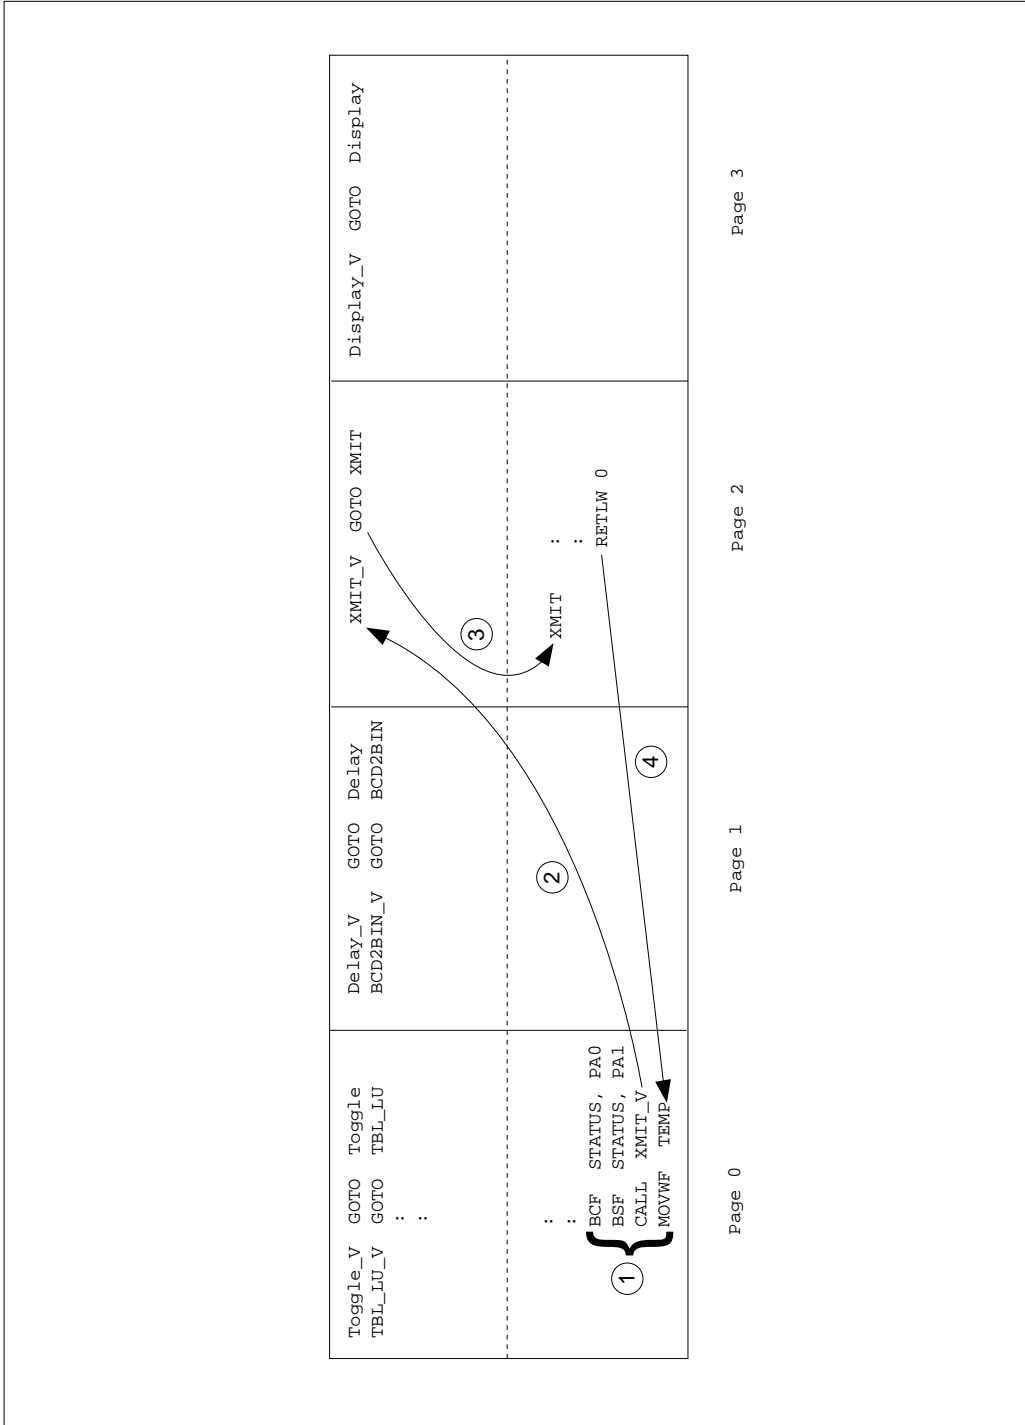 Toggle_V GOTO Toggle
TBL_LU_V GOTO TBL_LU
:
:
:
:
BCF STATUS, PA0
BSF STATUS, PA1
CALL XMIT_V
MOVWF TEMP
1
Page 0
Delay_V GOTO Delay
BCD2BIN_V GOTO BCD2BIN
2
4
Page 1
XMIT_V GOTO XMIT
3
XMIT :
:
RETLW 0
Page 2
Display_V GOTO Display
Page 3